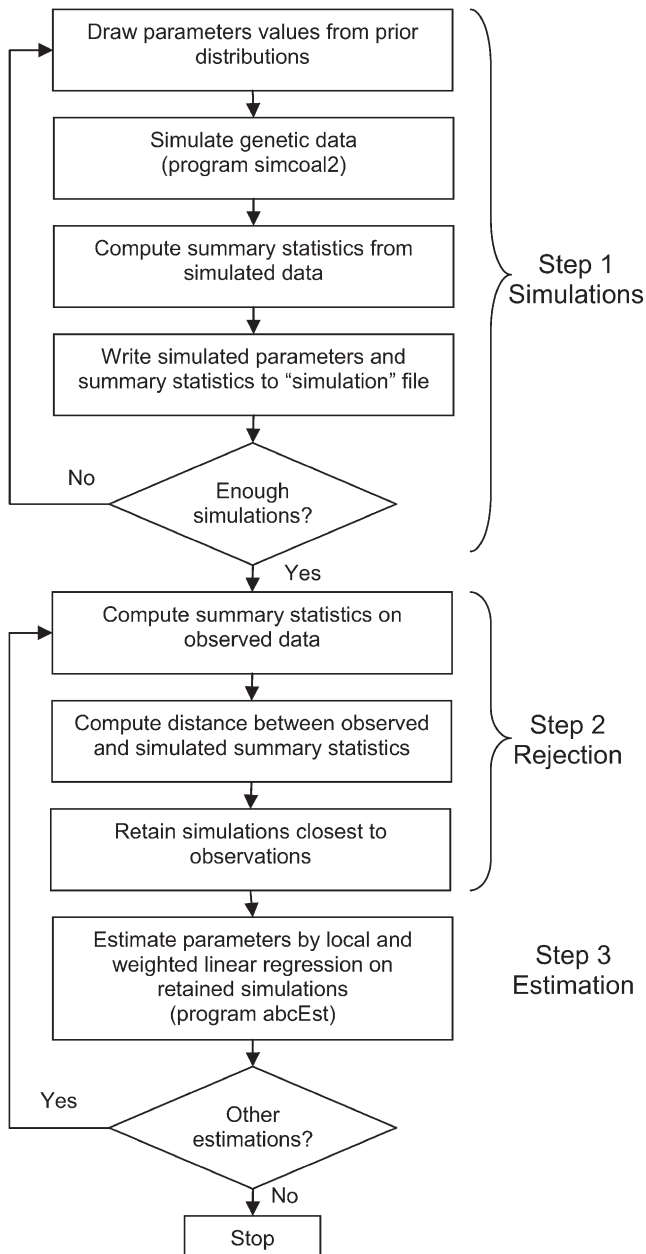 Draw parameters values from prior
distributions
Simulate genetic data
(program simcoal2)
Compute summary statistics from
simulated data
Step 1
Simulations
Write simulated parameters and
summary statistics to “simulation” file
No
Enough
simulations?
Yes
Compute summary statistics on
observed data
Compute distance between observed
and simulated summary statistics
Step 2
Rejection
Retain simulations closest to
observations
Estimate parameters by local and
weighted linear regression on
retained simulations
(program abcEst)
Step 3
Estimation
Yes
Other
estimations?
No
Stop